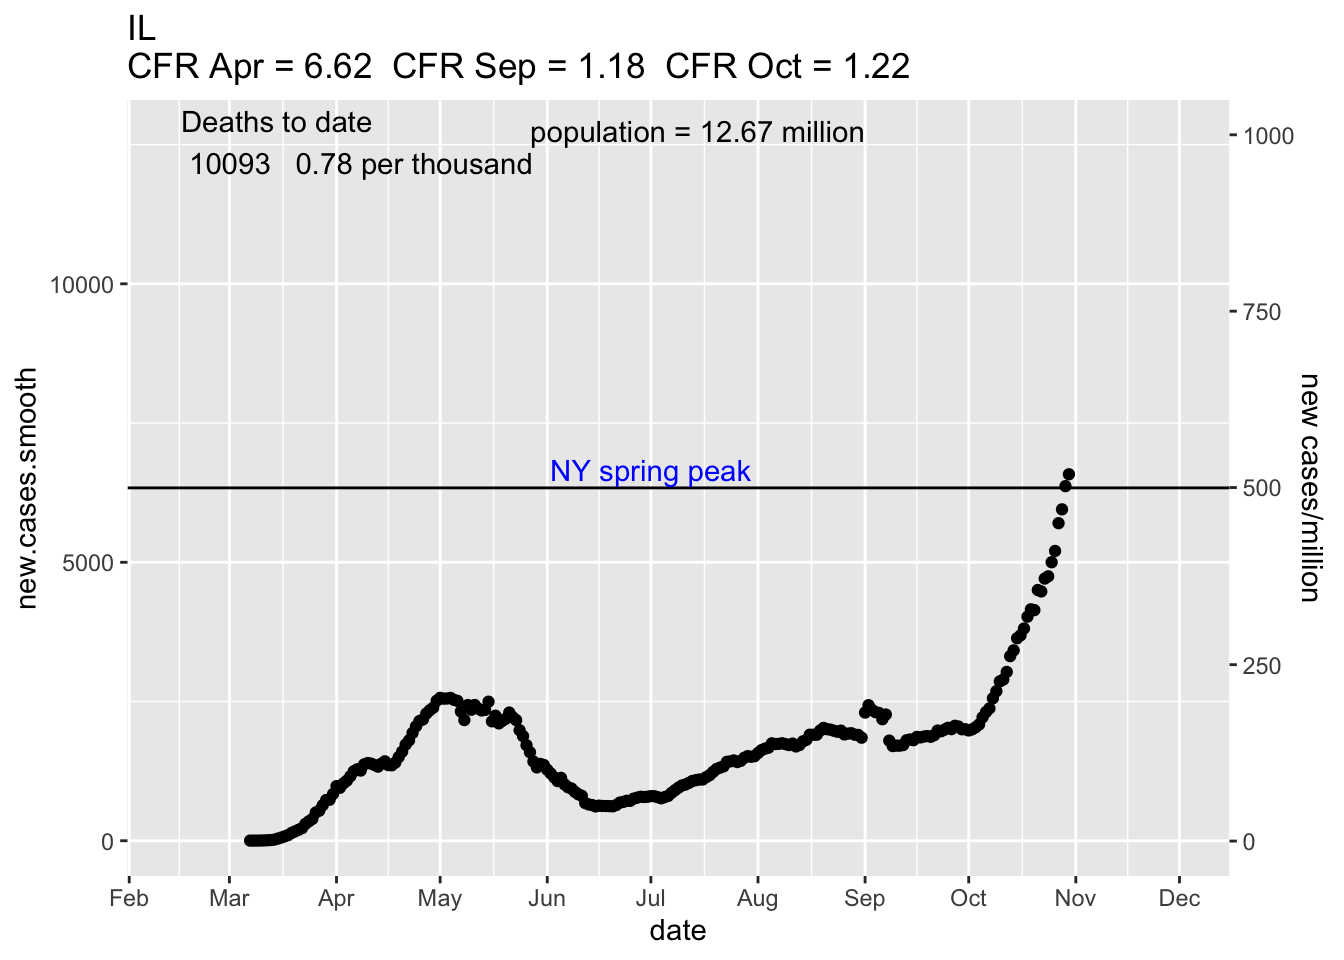 IL
CFR Apr = 6.62  CFR Sep = 1.18  CFR Oct = 1.22
Deaths to date
population = 12.67 million
10093   0.78 per thousand
1000
10000
750
new.cases.smooth
new cases/million
NY spring peak
500
5000
250
0
0
Feb Mar Apr May Jun Jul Aug Sep Oct Nov Dec
date